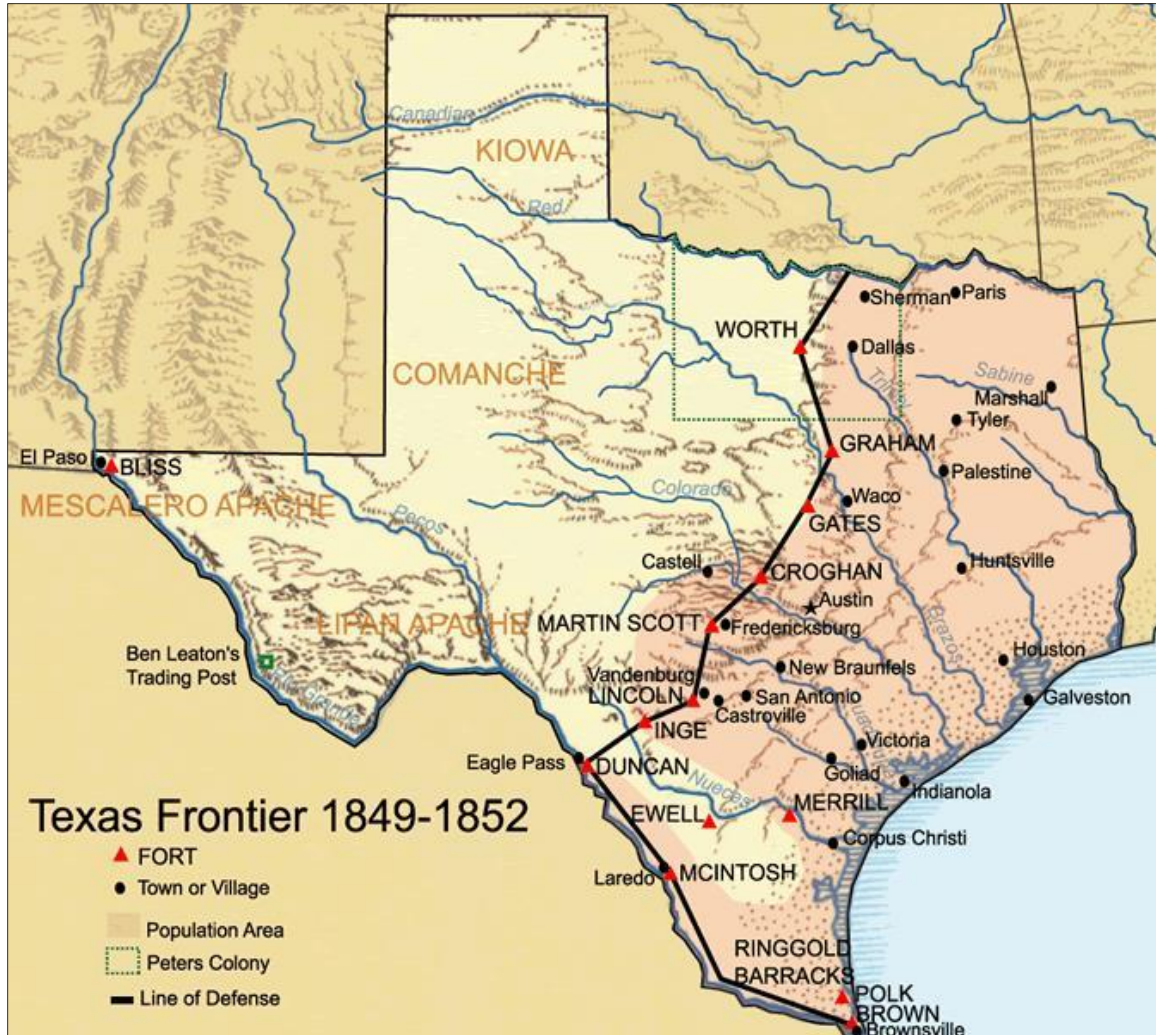 Canadian
KIOWA
Red
Sherman
Paris
WORTH
Dallas
COMANCHE
Trinity
Sabine
Marshall
Tyler
GRAHAM
El Paso
BLISS
Palestine
MESCALERO APACHE
Colorado
Waco
Pecos
GATES
Castell
CROGHAN
Huntsville
Austin
LIPAN APACHE
MARTIN SCOTT
Fredericksburg
Brazos
Ben Leaton's
Trading Post
Houston
New Braunfels
Vandenburg
LINCOLN
San Antonio
Castroville
Galveston
Rio Grande
INGE
Victoria
Eagle Pass
DUNCAN
Goliad
Indianola
Nueces
EWELL
MERRILL
Corpus Christi
Laredo
MCINTOSH
RINGGOLD
BARRACKS
POLK
BROWN
Brownsville
Texas Frontier 1849-1852
FORT
Town or Village
Population Area
Peters Colony
Line of Defense